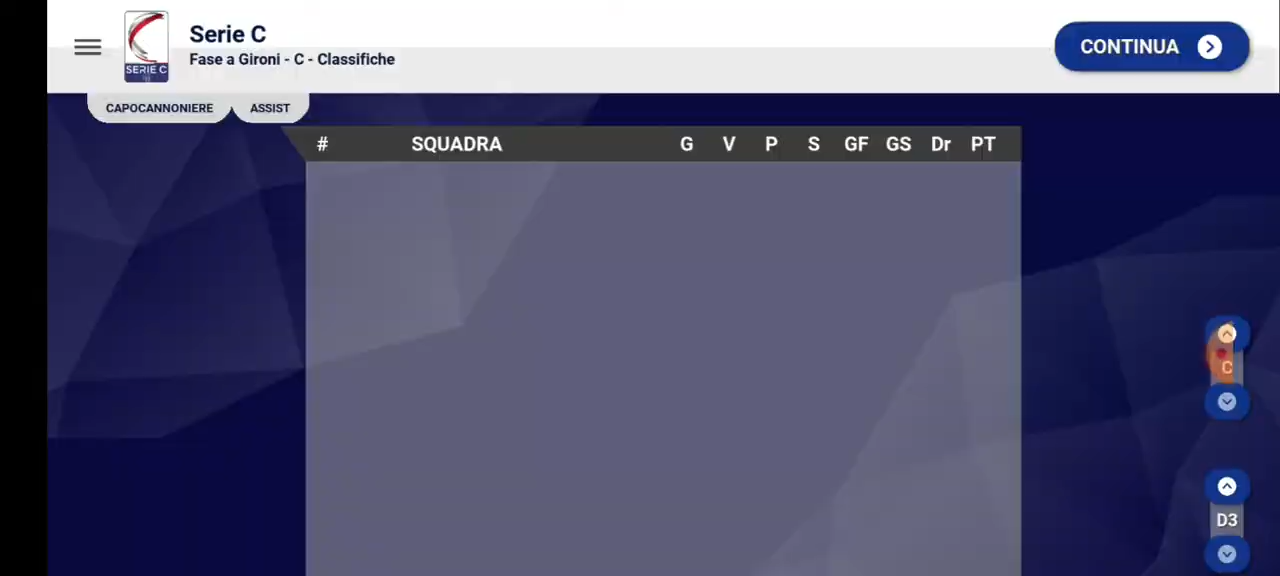 Serie C
Fase a Gironi - C - Classifiche
SERIE C
CONTINUA
CAPOCANNONIERE
ASSIST
# SQUADRA G V P S GF GS Dr PT
C
D3